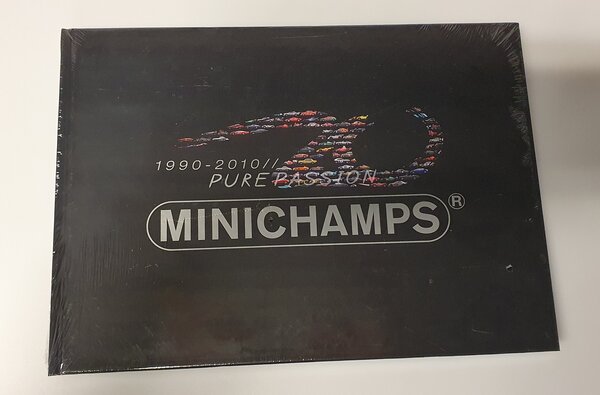 1990-2010//
PURE PASSION
MINICHAMPS®